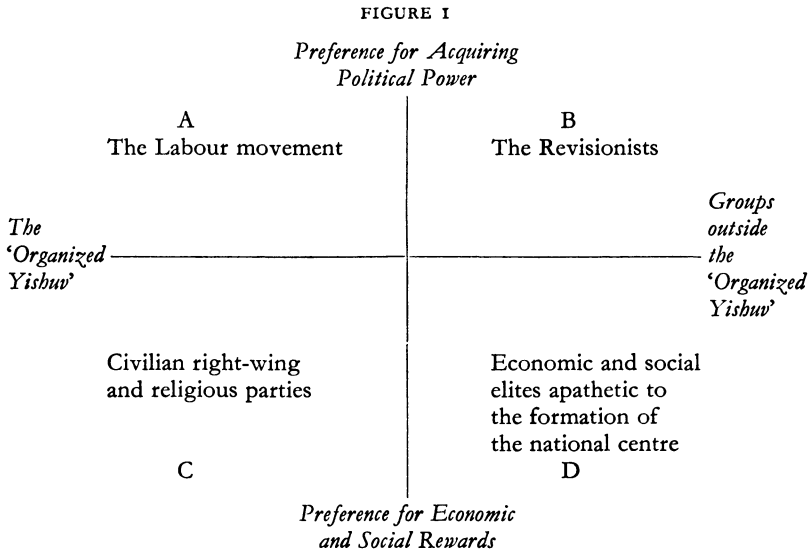 FIGURE I
Preference for Acquiring
Political Power
A
The Labour movement
B
The Revisionists
The
‘Organized
Yishuv’
Groups
outside
the
‘Organized
Yishuv’
Civilian right-wing
and religious parties
C
Economic and social
elites apathetic to
the formation of
the national centre
D
Preference for Economic
and Social Rewards